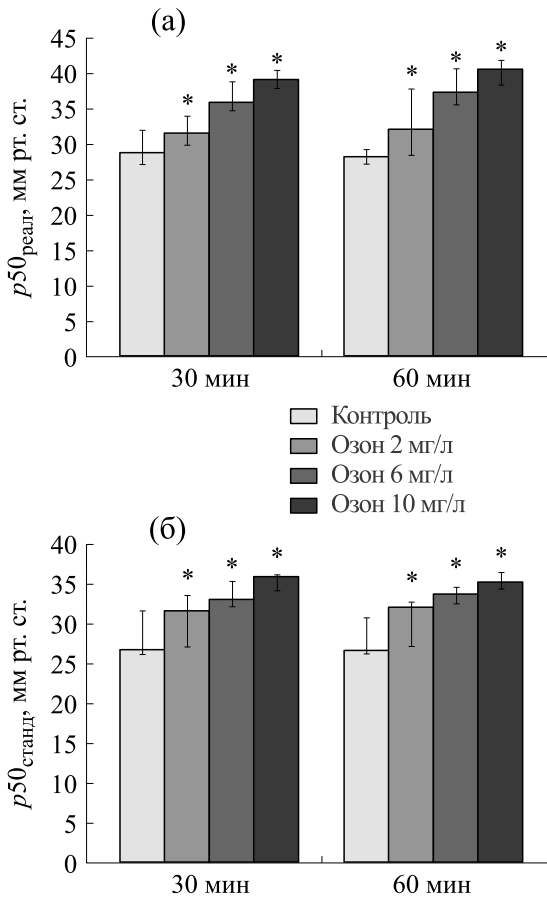 (а)
p50реал, мм рт. ст.
45
40
35
30
25
20
15
10
5
0
* * * * * *
30 мин 60 мин
Контроль
Озон 2 мг/л
Озон 6 мг/л
Озон 10 мг/л
(б)
p50станд, мм рт. ст.
40
35
30
25
20
15
10
5
0
* * * * * *
30 мин 60 мин